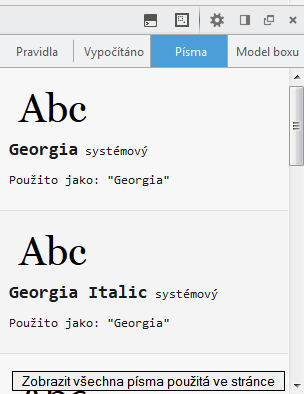 Pravidla Vypočítáno Písma Model boxu
Abc
Georgia systémový
Použito jako: "Georgia"
Abc
Georgia Italic systémový
Použito jako: "Georgia"
Zobrazit všechna písma použitá ve stránce